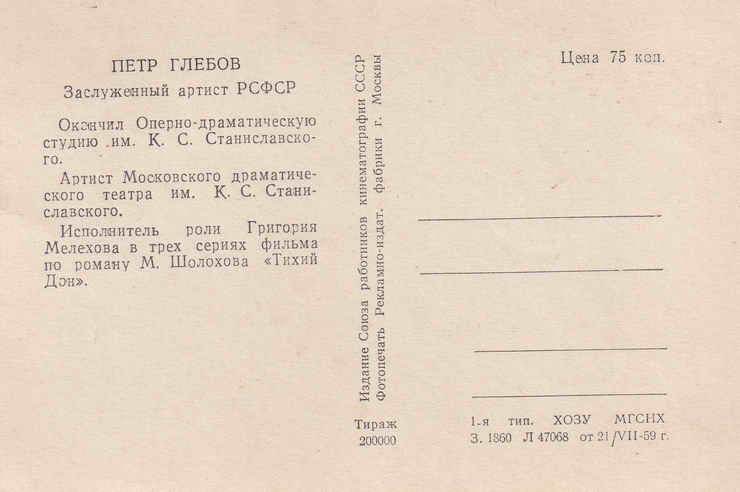 ПЕТР ГЛЕБОВ
Заслуженный артист РСФСР
Окончил Оперно-драматическую
студию им. К. С. Станиславско-
го.
Артист Московского драматиче-
ского театра им. К. С. Стани-
славского.
Исполнитель роли Григория
Мелехова в трех сериях фильма
по роману М. Шолохова «Тихий
Дон».
Издание Союза работников кинематографии СССР
Фотопечать Рекламно-издат. фабрики г. Москвы
Тираж
200000
Цена 75 коп.
1-я тип. ХОЗУ МГСНХ
З. 1860 Л 47068 от 21/VII-59 г.